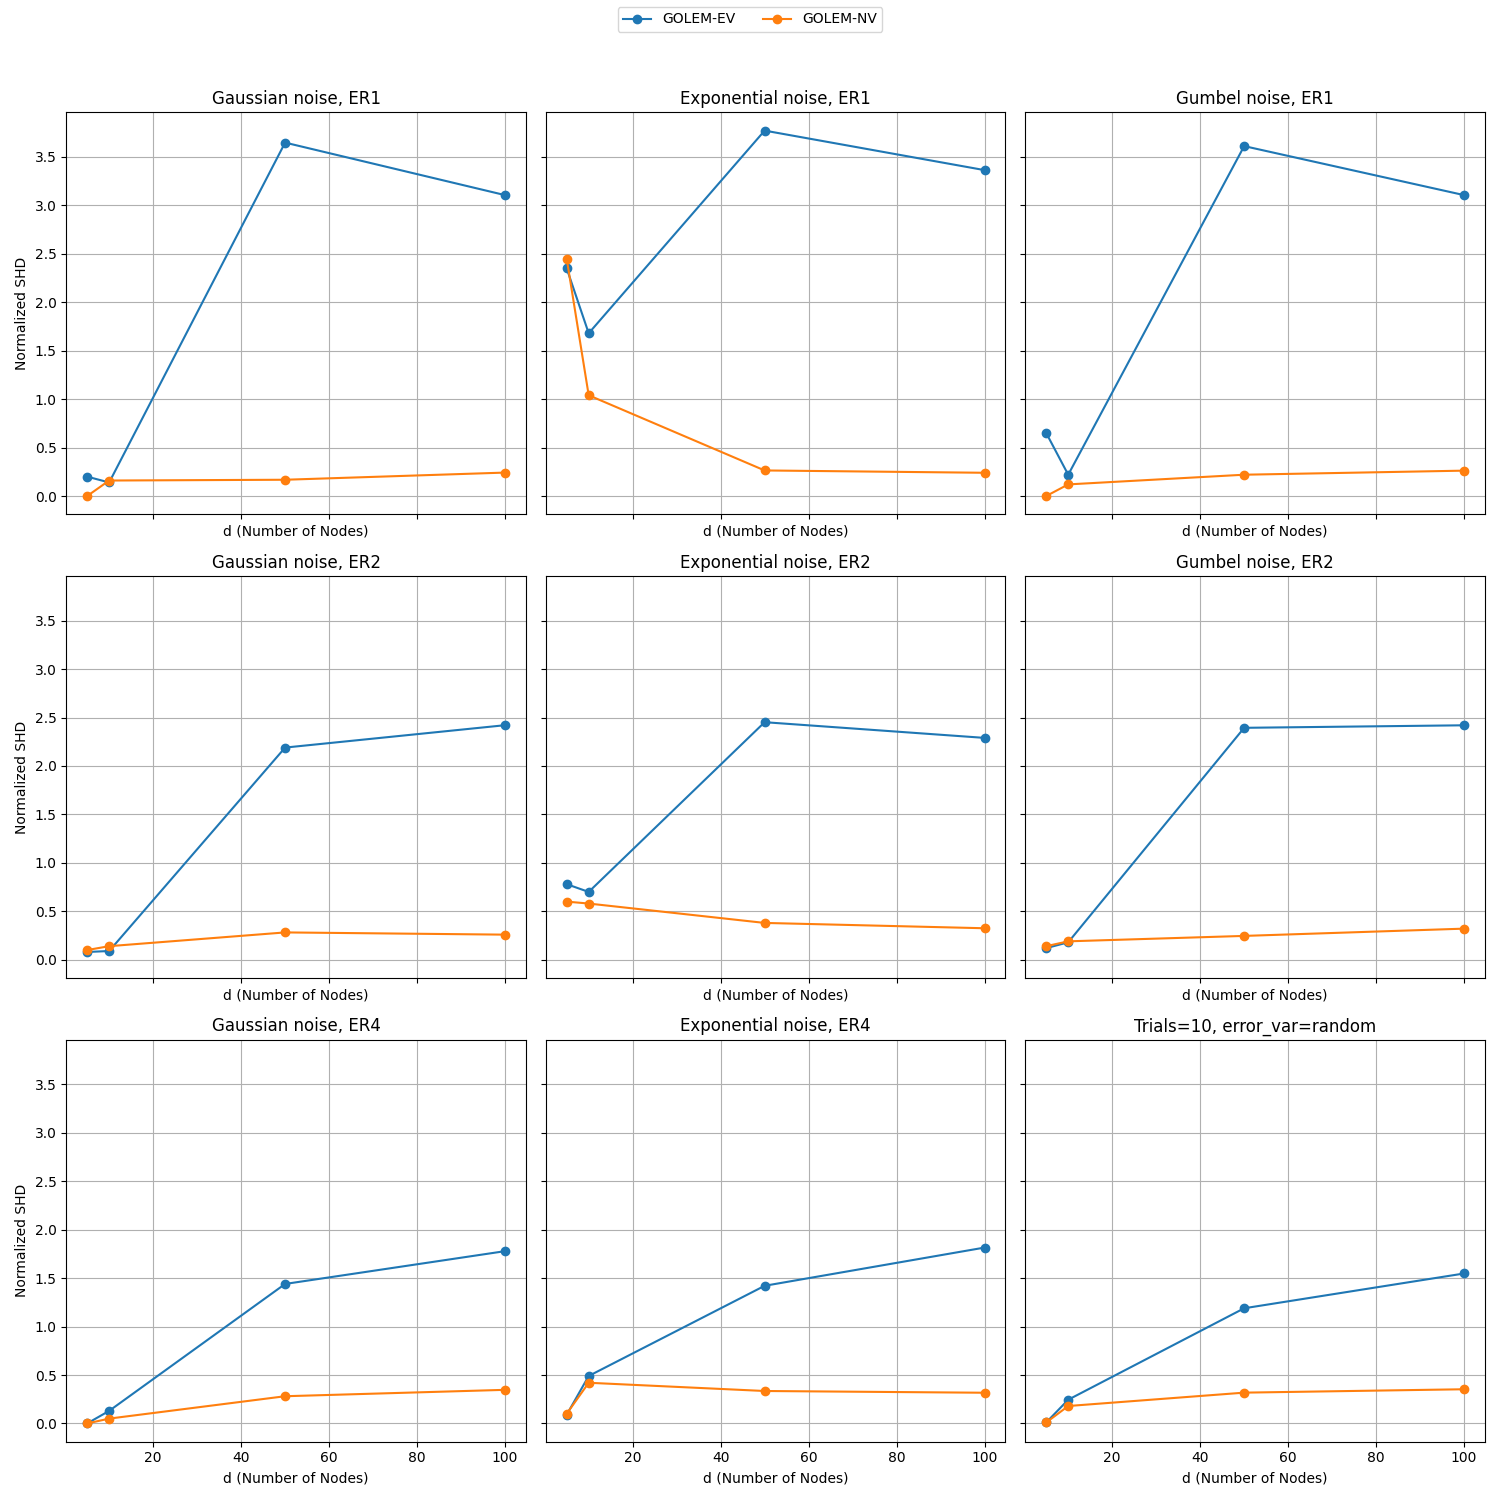 GOLEM-EV GOLEM-NV
Gaussian noise, ER1
Normalized SHD
3.5
3.0
2.5
2.0
1.5
1.0
0.5
0.0
d (Number of Nodes)
Exponential noise, ER1
d (Number of Nodes)
Gumbel noise, ER1
d (Number of Nodes)
Gaussian noise, ER2
Normalized SHD
3.5
3.0
2.5
2.0
1.5
1.0
0.5
0.0
d (Number of Nodes)
Exponential noise, ER2
d (Number of Nodes)
Gumbel noise, ER2
d (Number of Nodes)
Gaussian noise, ER4
Normalized SHD
3.5
3.0
2.5
2.0
1.5
1.0
0.5
0.0
20 40 60 80 100
d (Number of Nodes)
Exponential noise, ER4
20 40 60 80 100
d (Number of Nodes)
Trials=10, error_var=random
20 40 60 80 100
d (Number of Nodes)